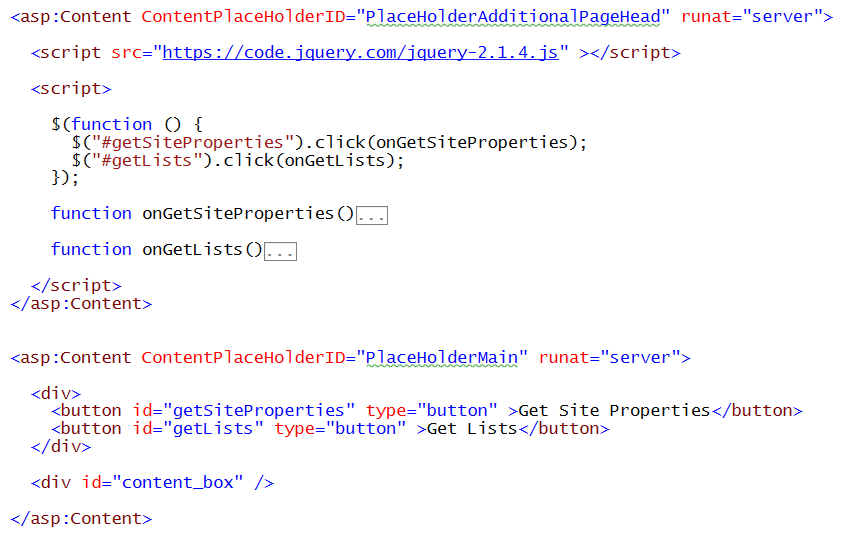 <asp:Content ContentPlaceHolderID="PlaceHolderAdditionalPageHead" runat="server">
<script src="https://code.jquery.com/jquery-2.1.4.js" ></script>
<script>
$(function () {
$("#getSiteProperties").click(onGetSiteProperties);
$("#getLists").click(onGetLists);
});
function onGetSiteProperties()...
function onGetLists()...
</script>
</asp:Content>
<asp:Content ContentPlaceHolderID="PlaceHolderMain" runat="server">
<div>
<button id="getSiteProperties" type="button" >Get Site Properties</button>
<button id="getLists" type="button" >Get Lists</button>
</div>
<div id="content_box" />
</asp:Content>